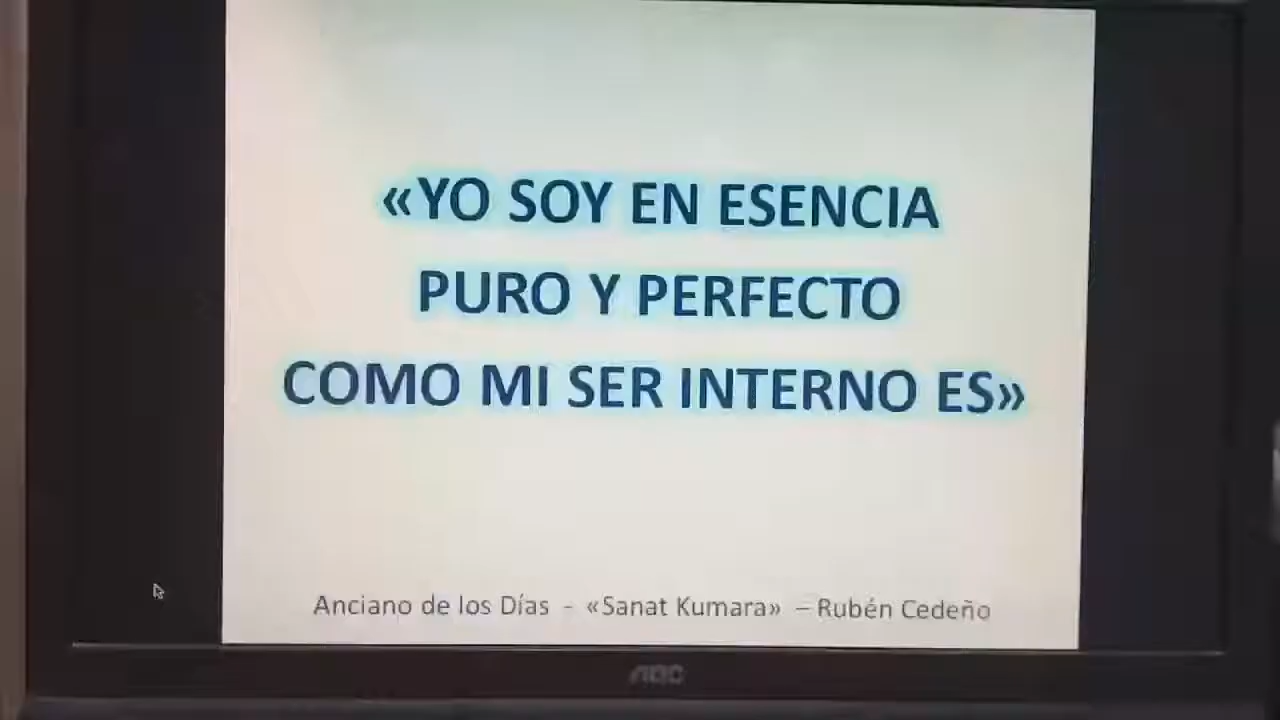 «YO SOY EN ESENCIA
PURO Y PERFECTO
COMO MI SER INTERNO ES»
Anciano de los Días - «Sanat Kumara» – Rubén Cedeño
AOC